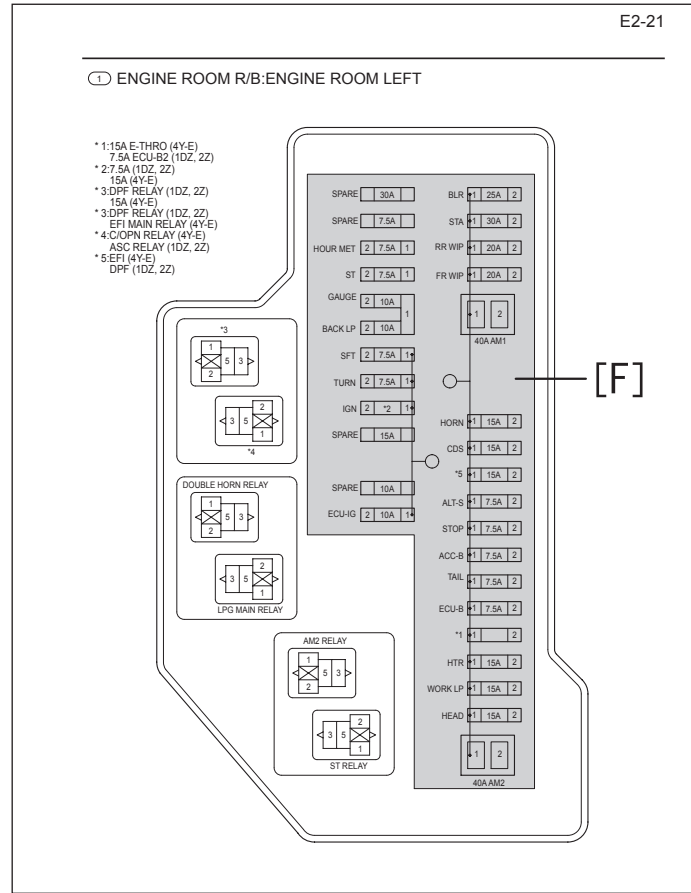 E2-21
1 ENGINE ROOM R/B:ENGINE ROOM LEFT
* 1:15A E-THRO (4Y-E)
7.5A ECU-B2 (1DZ, 2Z)
* 2:7.5A (1DZ, 2Z)
15A (4Y-E)
* 3:DPF RELAY (1DZ, 2Z)
15A (4Y-E)
* 3:DPF RELAY (1DZ, 2Z)
EFI MAIN RELAY (4Y-E)
* 4:C/OPN RELAY (4Y-E)
ASC RELAY (1DZ, 2Z)
* 5:EFI (4Y-E)
DPF (1DZ, 2Z)
SPARE 30A
SPARE 7.5A
HOUR MET 2 7.5A 1
ST 2 7.5A 1
GAUGE 2 10A
1
BACK LP 2 10A
SFT 2 7.5A 1
TURN 2 7.5A 1
IGN 2 *2 1
SPARE 15A
SPARE 10A
ECU-IG 2 10A 1
BLR 1 25A 2
STA 1 30A 2
RR WIP 1 20A 2
FR WIP 1 20A 2
1 2
40A AM1
[F]
HORN 1 15A 2
CDS 1 15A 2
*5 1 15A 2
ALT-S 1 7.5A 2
STOP 1 7.5A 2
ACC-B 1 7.5A 2
TAIL 1 7.5A 2
ECU-B 1 7.5A 2
*1 1 2
HTR 1 15A 2
WORK LP 1 15A 2
HEAD 1 15A 2
1 2
40A AM2
*3
1
5 3
2
2
3 5
1
*4
DOUBLE HORN RELAY
1
5 3
2
2
3 5
1
LPG MAIN RELAY
AM2 RELAY
1
5 3
2
2
3 5
1
ST RELAY